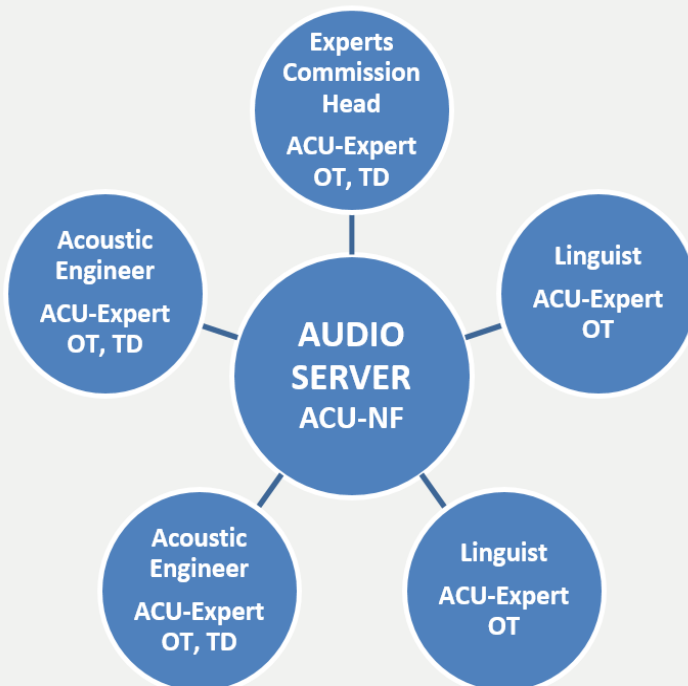 Experts
Commission
Head
ACU-Expert
OT, TD
Acoustic
Engineer
ACU-Expert
OT, TD
Linguist
ACU-Expert
OT
AUDIO
SERVER
ACU-NF
Acoustic
Engineer
ACU-Expert
OT, TD
Linguist
ACU-Expert
OT